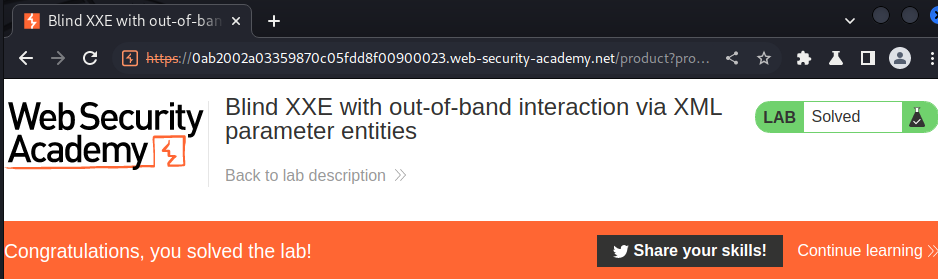 Blind XXE with out-of-ban
https://0ab2002a03359870c05fdd8f00900023.web-security-academy.net/product?pro...
Web Security
Academy
Blind XXE with out-of-band interaction via XML
parameter entities
Back to lab description
LAB Solved
Congratulations, you solved the lab!
Share your skills!
Continue learning